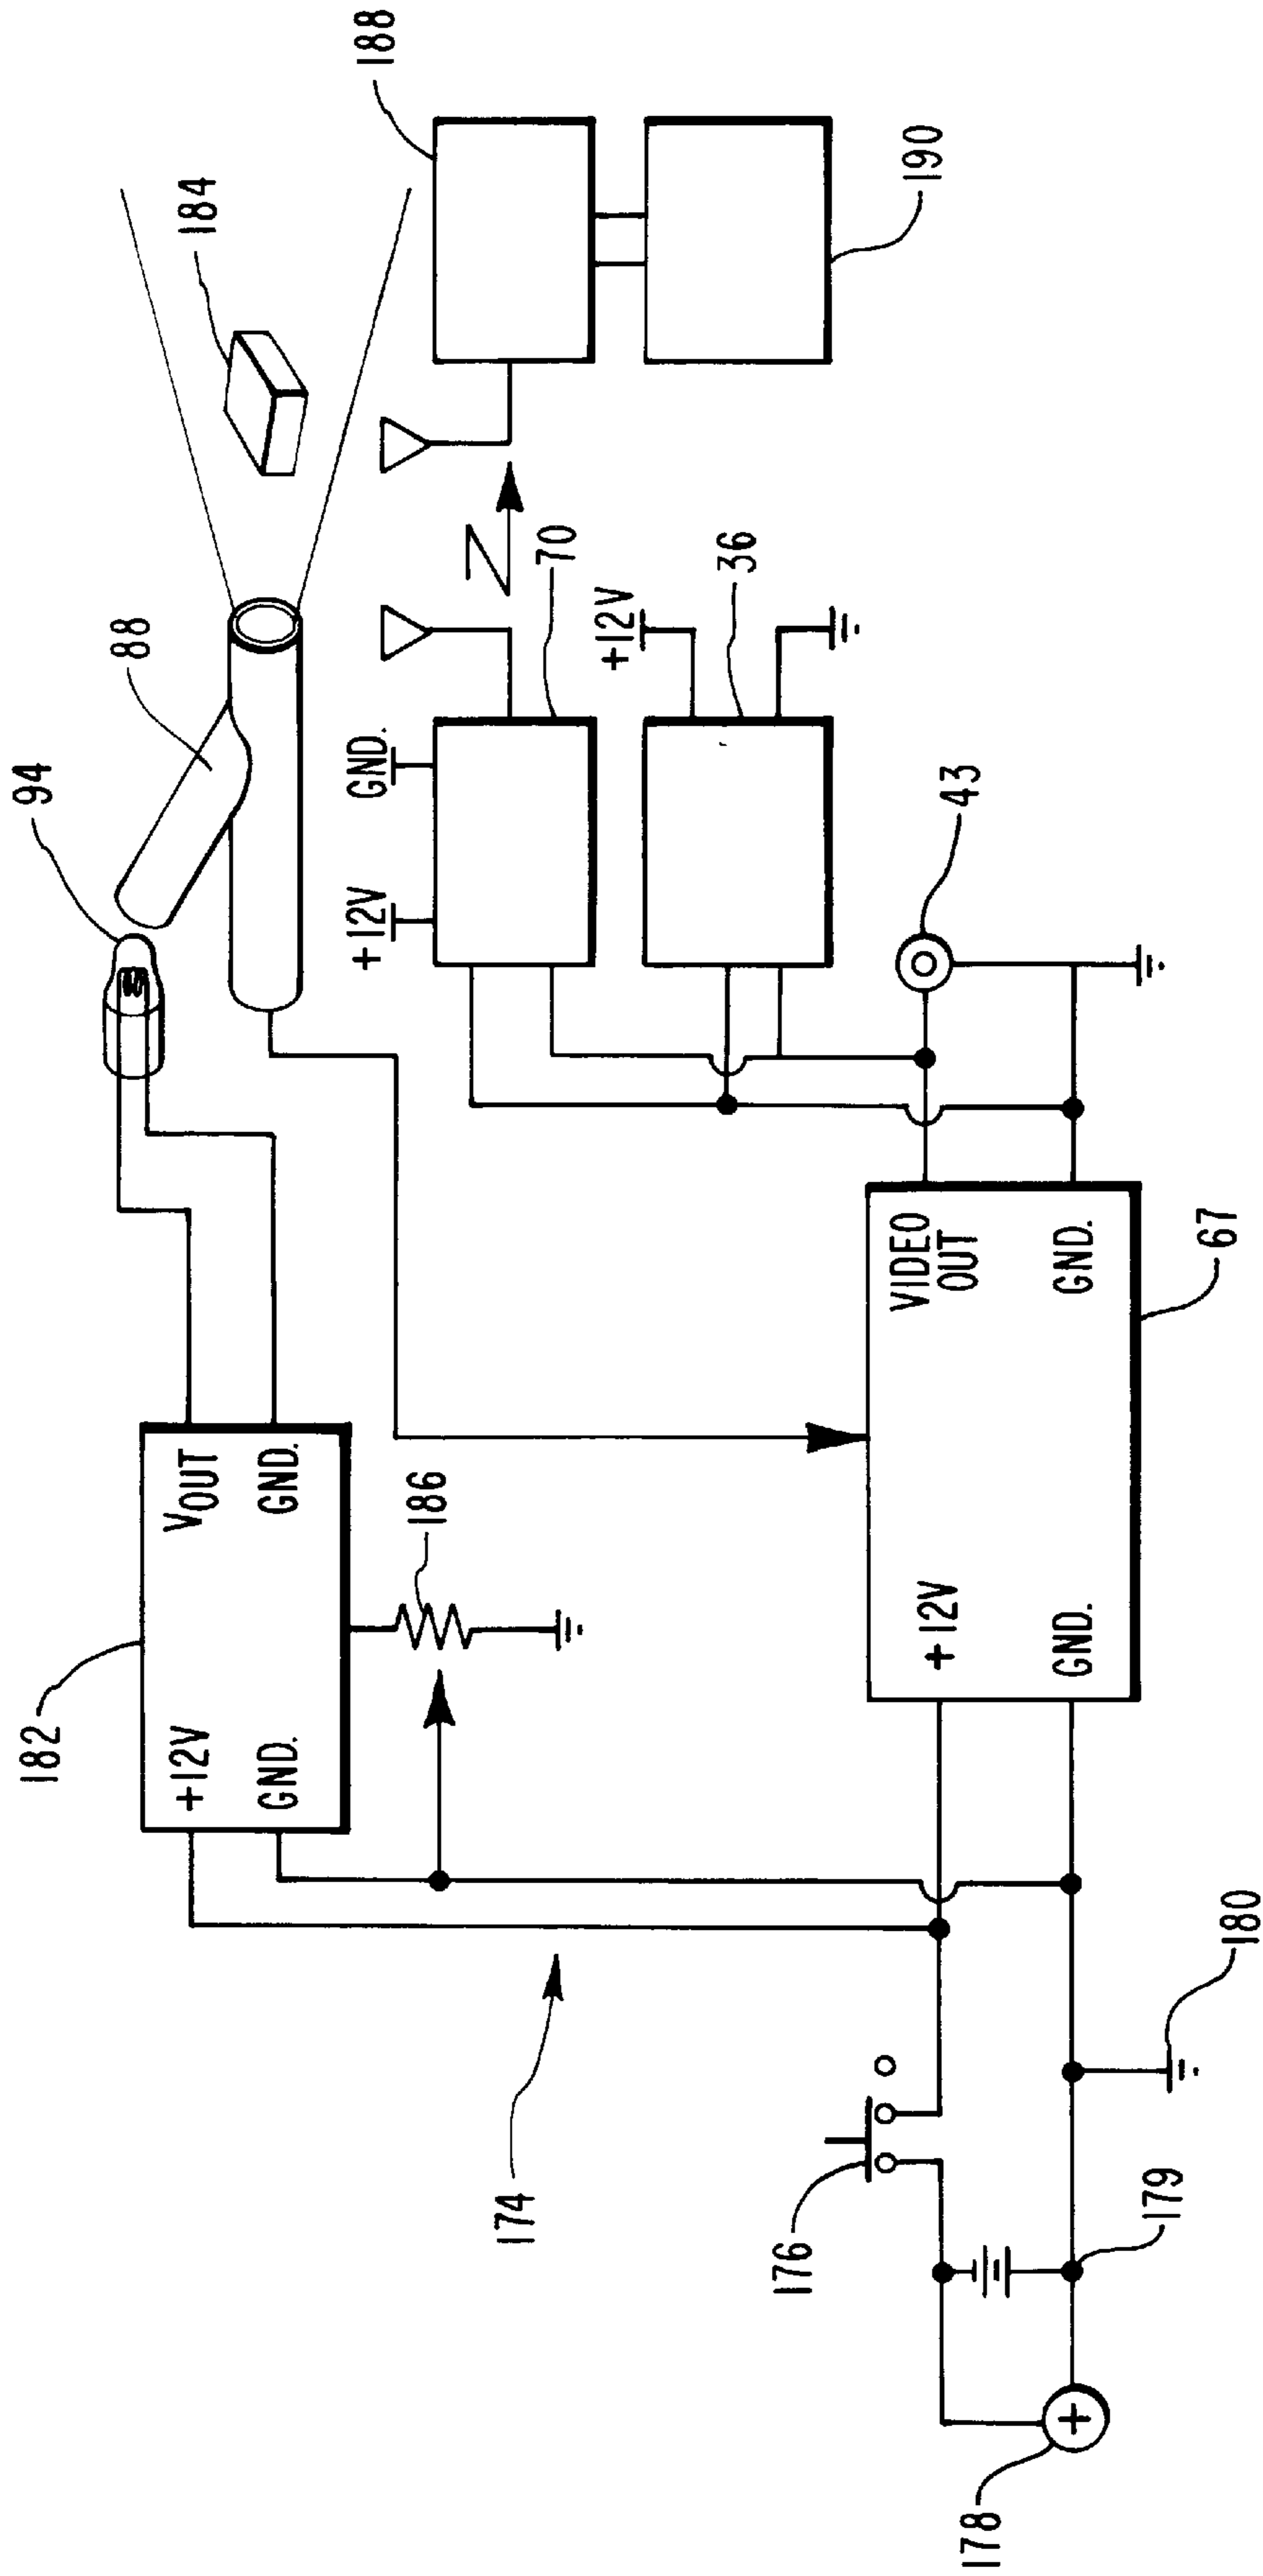 94
88
184
188
182
+12V
GND.
VOUT
GND.
186
+12V
GND.
70
+12V
36
190
174
176
+12V
GND.
VIDEO
OUT
GND.
43
67
178
179
180